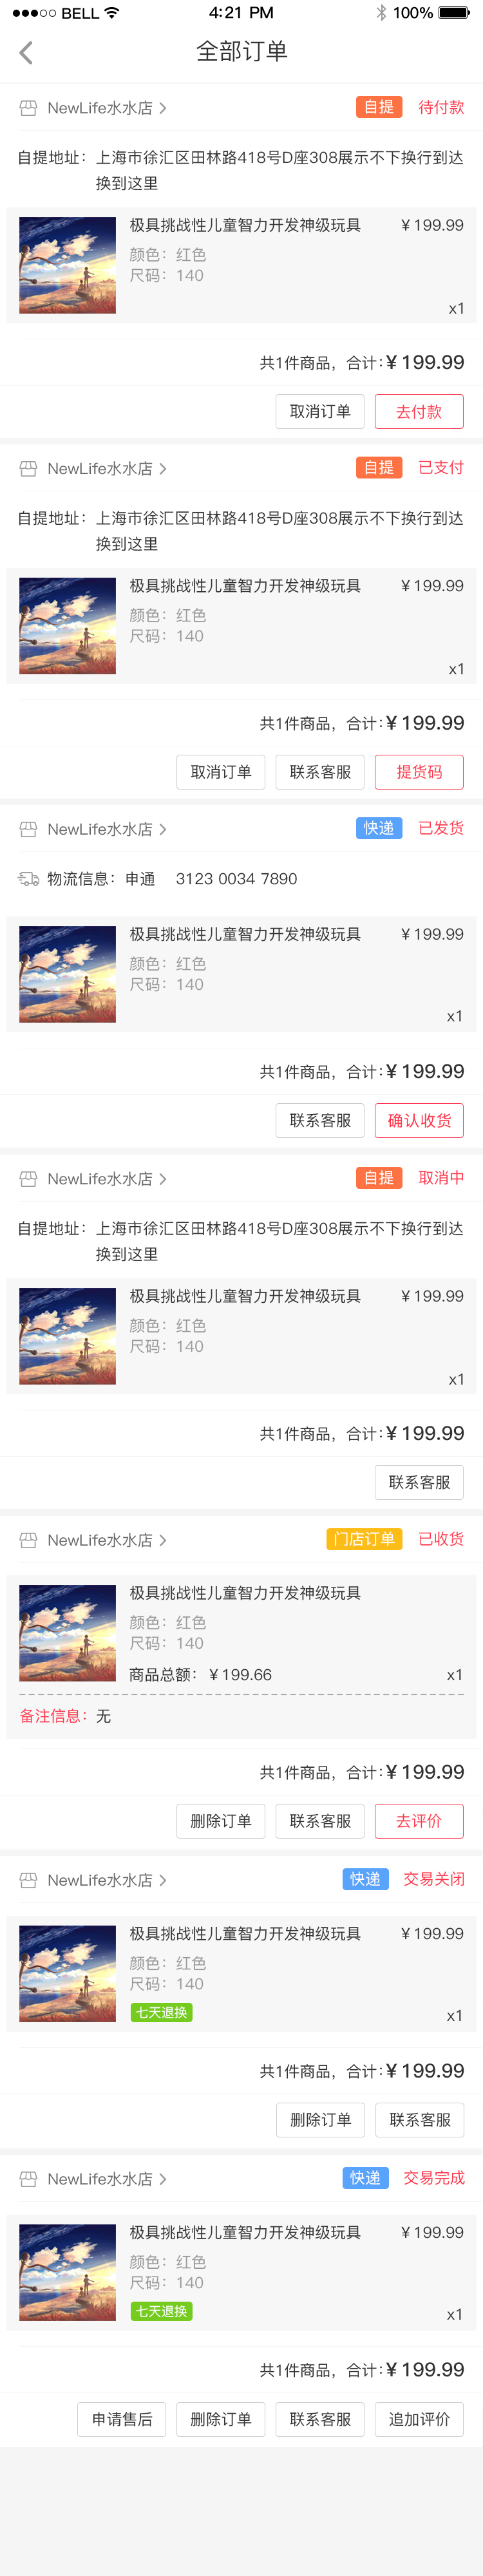 BELL 4:21 PM 100%
全部订单
NewLife水水店 自提 待付款
自提地址：上海市徐汇区田林路418号D座308展示不下换行到达
换到这里
极具挑战性儿童智力开发神级玩具 ¥199.99
颜色：红色
尺码：140
x1
共1件商品，合计:¥199.99
取消订单 去付款
NewLife水水店 自提 已支付
自提地址：上海市徐汇区田林路418号D座308展示不下换行到达
换到这里
极具挑战性儿童智力开发神级玩具 ¥199.99
颜色：红色
尺码：140
x1
共1件商品，合计:¥199.99
取消订单 联系客服 提货码
NewLife水水店 快递 已发货
物流信息：申通 3123 0034 7890
极具挑战性儿童智力开发神级玩具 ¥199.99
颜色：红色
尺码：140
x1
共1件商品，合计:¥199.99
联系客服 确认收货
NewLife水水店 自提 取消中
自提地址：上海市徐汇区田林路418号D座308展示不下换行到达
换到这里
极具挑战性儿童智力开发神级玩具 ¥199.99
颜色：红色
尺码：140
x1
共1件商品，合计:¥199.99
联系客服
NewLife水水店 门店订单 已收货
极具挑战性儿童智力开发神级玩具
颜色：红色
尺码：140
商品总额：¥199.66 x1
备注信息：无
共1件商品，合计:¥199.99
删除订单 联系客服 去评价
NewLife水水店 快递 交易关闭
极具挑战性儿童智力开发神级玩具 ¥199.99
颜色：红色
尺码：140
七天退换 x1
共1件商品，合计:¥199.99
删除订单 联系客服
NewLife水水店 快递 交易完成
极具挑战性儿童智力开发神级玩具 ¥199.99
颜色：红色
尺码：140
七天退换 x1
共1件商品，合计:¥199.99
申请售后 删除订单 联系客服 追加评价